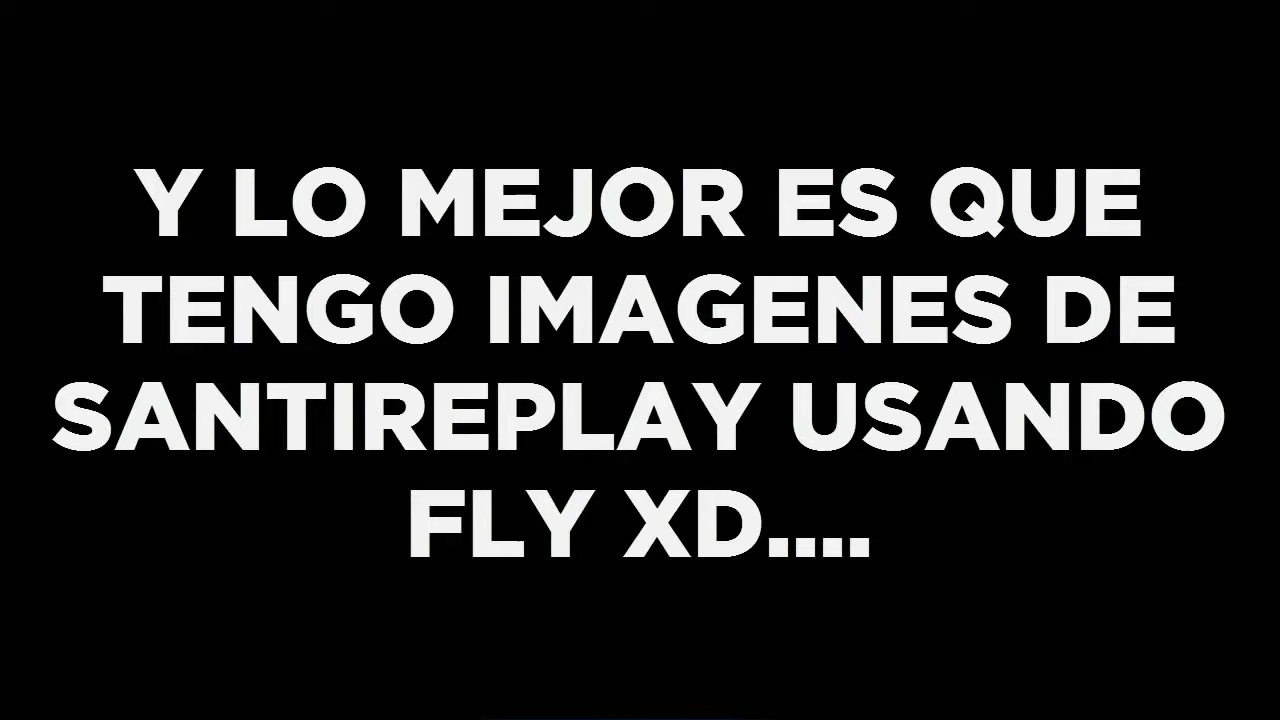 Y LO MEJOR ES QUE
TENGO IMAGENES DE
SANTIREPLAY USANDO
FLY XD....